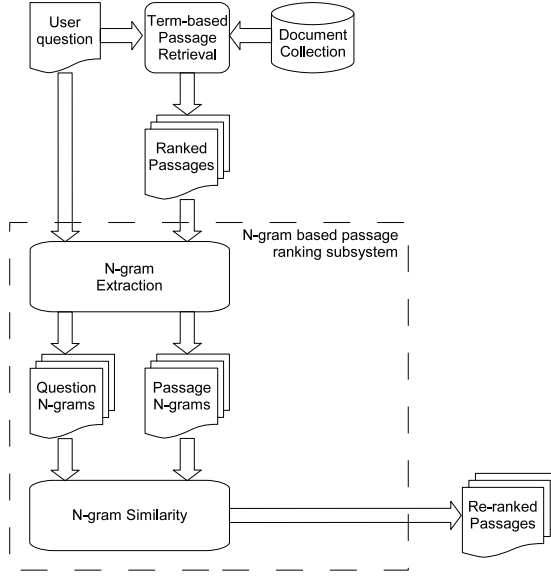 User
question
Term-based
Passage
Retrieval
Document
Collection
Ranked
Passages
N-gram based passage
ranking subsystem
N-gram
Extraction
Question
N-grams
Passage
N-grams
N-gram Similarity
Re-ranked
Passages